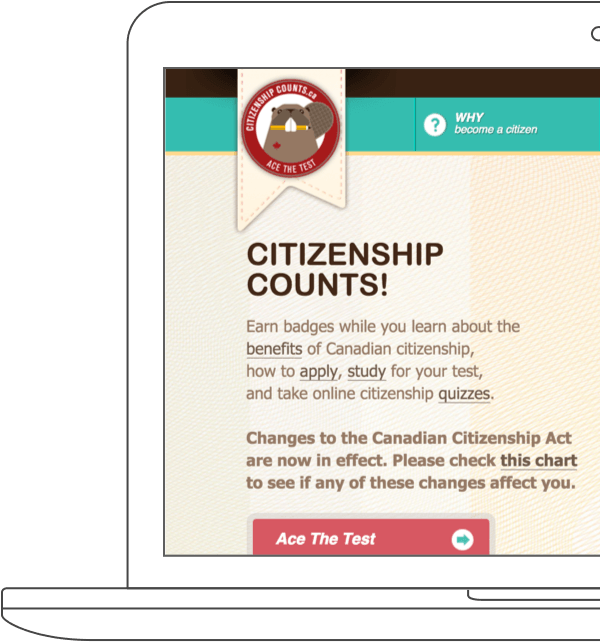 CITIZENSHIP COUNTS.ca
ACE THE TEST
?
WHY
become a citizen
CITIZENSHIP
COUNTS!
Earn badges while you learn about the
benefits of Canadian citizenship,
how to apply, study for your test,
and take online citizenship quizzes.
Changes to the Canadian Citizenship Act
are now in effect. Please check this chart
to see if any of these changes affect you.
Ace The Test